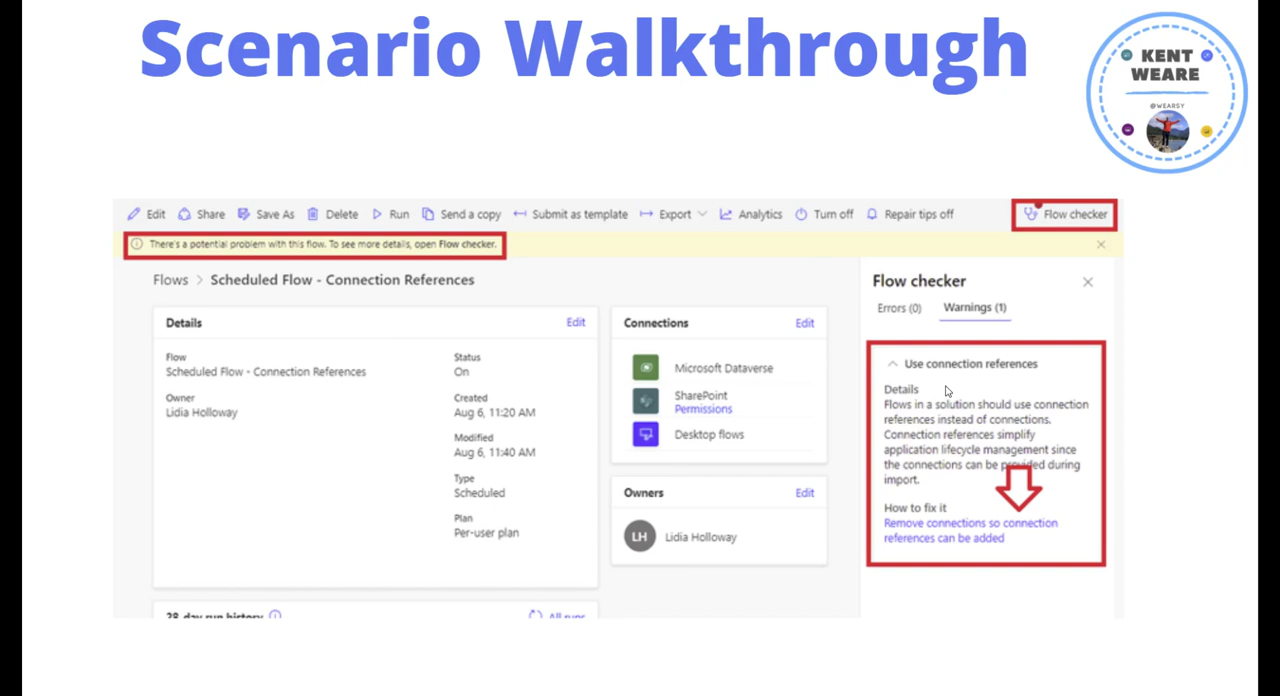 Scenario Walkthrough
KENT
WEARE
@WEARSY
Edit Share Save As Delete Run Send a copy Submit as template Export Analytics Turn off Repair tips off Flow checker
There's a potential problem with this flow. To see more details, open Flow checker.
Flows > Scheduled Flow - Connection References
Details Edit
Flow
Scheduled Flow - Connection References
Owner
Lidia Holloway
Status
On
Created
Aug 6, 11:20 AM
Modified
Aug 6, 11:40 AM
Type
Scheduled
Plan
Per-user plan
28-day run history All runs
Connections Edit
Microsoft Dataverse
SharePoint
Permissions
Desktop flows
Owners Edit
LH Lidia Holloway
Flow checker
Errors (0) Warnings (1)
Use connection references
Details
Flows in a solution should use connection
references instead of connections.
Connection references simplify
application lifecycle management since
the connections can be provided during
import.
How to fix it
Remove connections so connection
references can be added